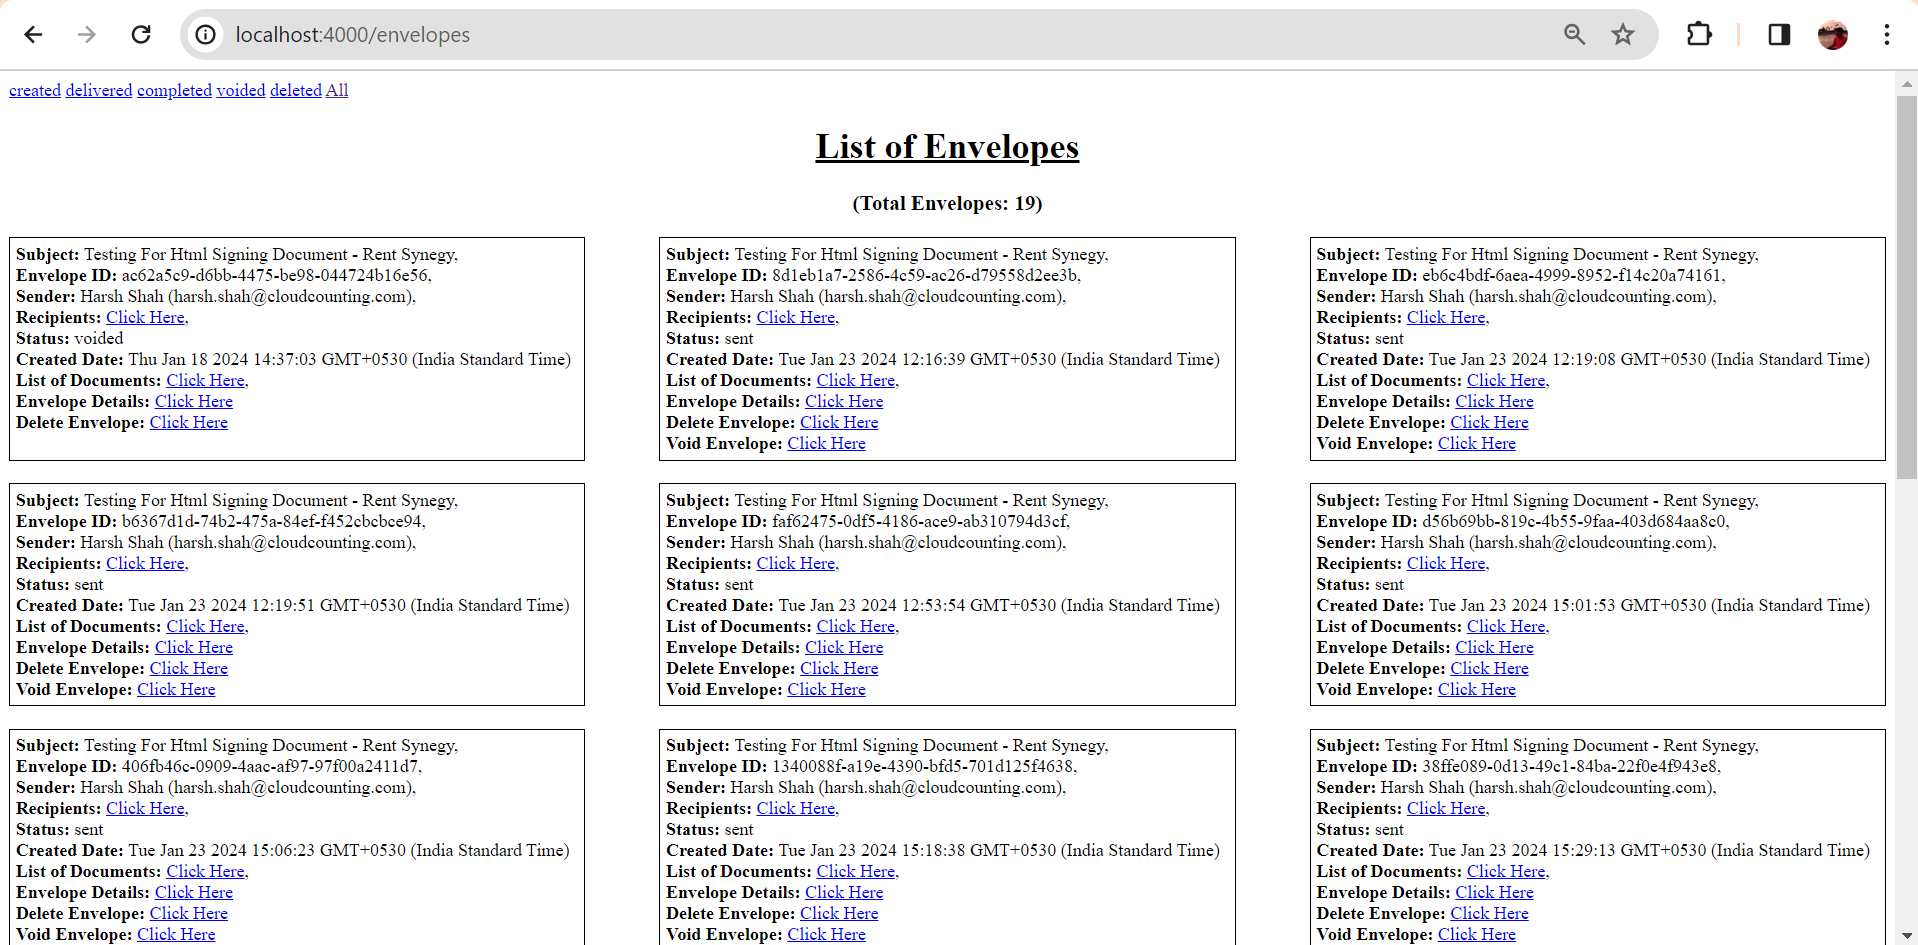 localhost:4000/envelopes
created delivered completed voided deleted All
List of Envelopes
(Total Envelopes: 19)
Subject: Testing For Html Signing Document - Rent Synegy,
Envelope ID: ac62a5c9-d6bb-4475-be98-044724b16e56,
Sender: Harsh Shah (harsh.shah@cloudcounting.com),
Recipients: Click Here,
Status: voided
Created Date: Thu Jan 18 2024 14:37:03 GMT+0530 (India Standard Time)
List of Documents: Click Here,
Envelope Details: Click Here
Delete Envelope: Click Here
Subject: Testing For Html Signing Document - Rent Synegy,
Envelope ID: 8d1eb1a7-2586-4c59-ac26-d79558d2ee3b,
Sender: Harsh Shah (harsh.shah@cloudcounting.com),
Recipients: Click Here,
Status: sent
Created Date: Tue Jan 23 2024 12:16:39 GMT+0530 (India Standard Time)
List of Documents: Click Here,
Envelope Details: Click Here
Delete Envelope: Click Here
Void Envelope: Click Here
Subject: Testing For Html Signing Document - Rent Synegy,
Envelope ID: eb6c4bdf-6aea-4999-8952-f14c20a74161,
Sender: Harsh Shah (harsh.shah@cloudcounting.com),
Recipients: Click Here,
Status: sent
Created Date: Tue Jan 23 2024 12:19:08 GMT+0530 (India Standard Time)
List of Documents: Click Here,
Envelope Details: Click Here
Delete Envelope: Click Here
Void Envelope: Click Here
Subject: Testing For Html Signing Document - Rent Synegy,
Envelope ID: b6367d1d-74b2-475a-84ef-f452cbcbce94,
Sender: Harsh Shah (harsh.shah@cloudcounting.com),
Recipients: Click Here,
Status: sent
Created Date: Tue Jan 23 2024 12:19:51 GMT+0530 (India Standard Time)
List of Documents: Click Here,
Envelope Details: Click Here
Delete Envelope: Click Here
Void Envelope: Click Here
Subject: Testing For Html Signing Document - Rent Synegy,
Envelope ID: faf62475-0df5-4186-ace9-ab310794d3cf,
Sender: Harsh Shah (harsh.shah@cloudcounting.com),
Recipients: Click Here,
Status: sent
Created Date: Tue Jan 23 2024 12:53:54 GMT+0530 (India Standard Time)
List of Documents: Click Here,
Envelope Details: Click Here
Delete Envelope: Click Here
Void Envelope: Click Here
Subject: Testing For Html Signing Document - Rent Synegy,
Envelope ID: d56b69bb-819c-4b55-9faa-403d684aa8c0,
Sender: Harsh Shah (harsh.shah@cloudcounting.com),
Recipients: Click Here,
Status: sent
Created Date: Tue Jan 23 2024 15:01:53 GMT+0530 (India Standard Time)
List of Documents: Click Here,
Envelope Details: Click Here
Delete Envelope: Click Here
Void Envelope: Click Here
Subject: Testing For Html Signing Document - Rent Synegy,
Envelope ID: 406fb46c-0909-4aac-af97-97f00a2411d7,
Sender: Harsh Shah (harsh.shah@cloudcounting.com),
Recipients: Click Here,
Status: sent
Created Date: Tue Jan 23 2024 15:06:23 GMT+0530 (India Standard Time)
List of Documents: Click Here,
Envelope Details: Click Here
Delete Envelope: Click Here
Void Envelope: Click Here
Subject: Testing For Html Signing Document - Rent Synegy,
Envelope ID: 1340088f-a19e-4390-bfd5-701d125f4638,
Sender: Harsh Shah (harsh.shah@cloudcounting.com),
Recipients: Click Here,
Status: sent
Created Date: Tue Jan 23 2024 15:18:38 GMT+0530 (India Standard Time)
List of Documents: Click Here,
Envelope Details: Click Here
Delete Envelope: Click Here
Void Envelope: Click Here
Subject: Testing For Html Signing Document - Rent Synegy,
Envelope ID: 38ffe089-0d13-49c1-84ba-22f0e4f943e8,
Sender: Harsh Shah (harsh.shah@cloudcounting.com),
Recipients: Click Here,
Status: sent
Created Date: Tue Jan 23 2024 15:29:13 GMT+0530 (India Standard Time)
List of Documents: Click Here,
Envelope Details: Click Here
Delete Envelope: Click Here
Void Envelope: Click Here